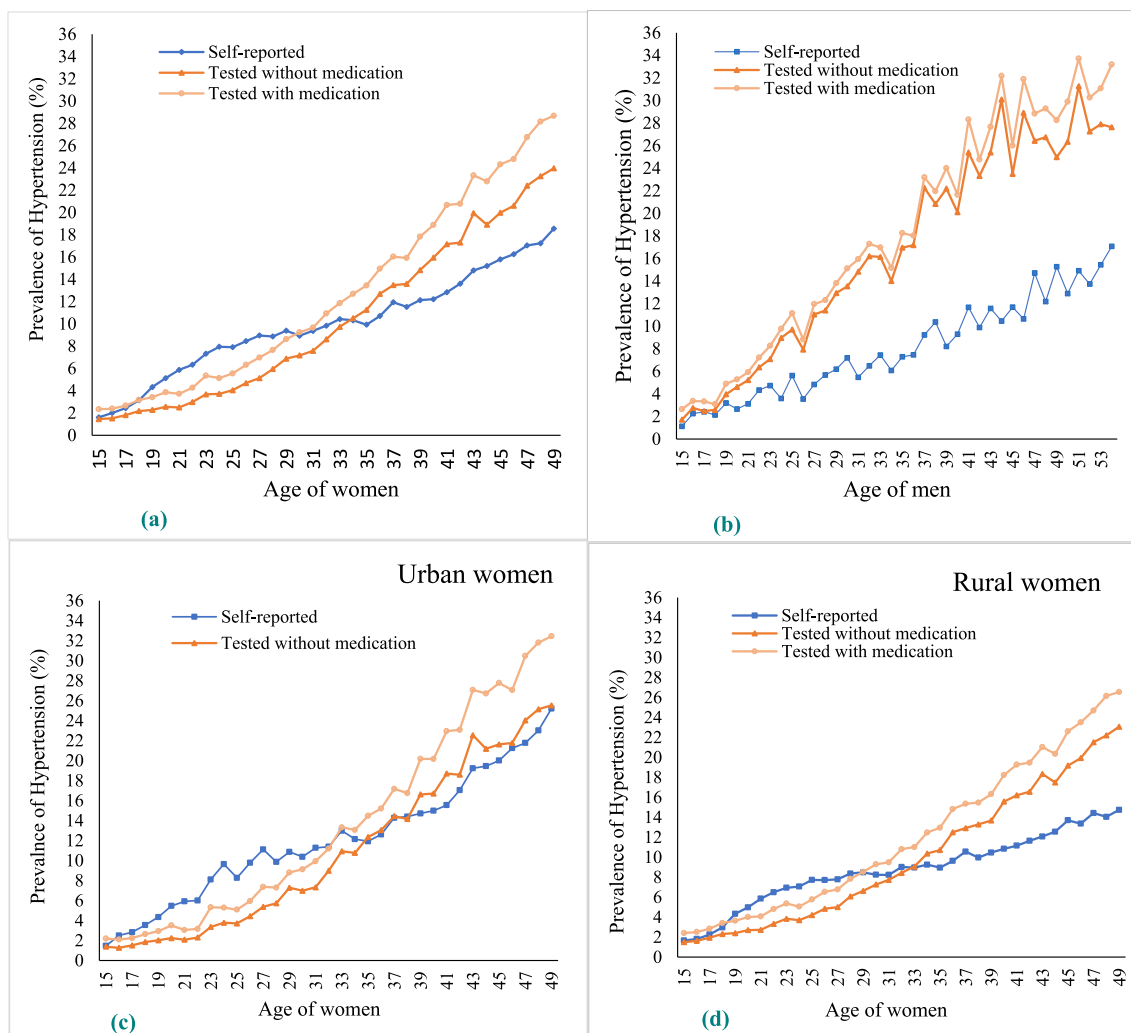 36
34
32
30
28
26
24
22
20
18
16
14
12
10
8
6
4
2
0
Prevalence of Hypertension (%)
Self-reported
Tested without medication
Tested with medication
15 17 19 21 23 25 27 29 31 33 35 37 39 41 43 45 47 49
Age of women
(a)
36
34
32
30
28
26
24
22
20
18
16
14
12
10
8
6
4
2
0
Prevalence of Hypertension (%)
Self-reported
Tested without medication
Tested with medication
15 17 19 21 23 25 27 29 31 33 35 37 39 41 43 45 47 49 51 53
Age of men
(b)
Urban women
36
34
32
30
28
26
24
22
20
18
16
14
12
10
8
6
4
2
0
Prevalnce of Hypertension (%)
Self-reported
Tested without medication
15 17 19 21 23 25 27 29 31 33 35 37 39 41 43 45 47 49
Age of women
(c)
Rural women
36
34
32
30
28
26
24
22
20
18
16
14
12
10
8
6
4
2
0
Prevalence of Hypertension (%)
Self-reported
Tested without medication
Tested with medication
15 17 19 21 23 25 27 29 31 33 35 37 39 41 43 45 47 49
Age of women
(d)